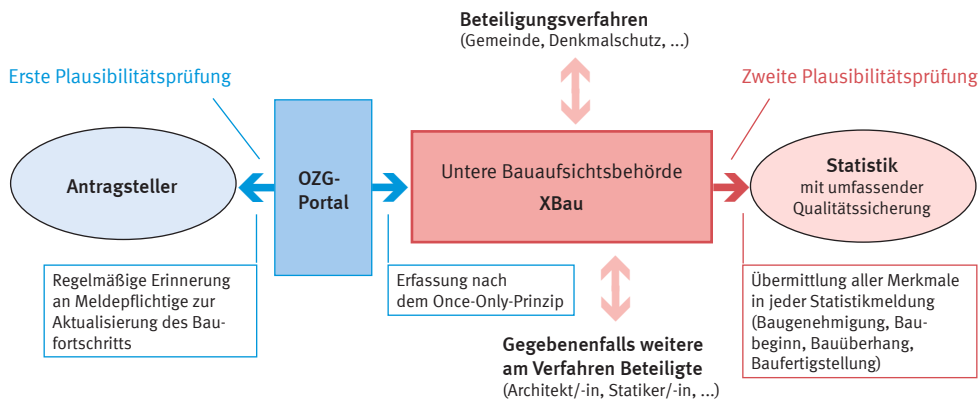 Beteiligungsverfahren
(Gemeinde, Denkmalschutz, ...)
Erste Plausibilitätsprüfung
Zweite Plausibilitätsprüfung
Antragsteller
OZG-
Portal
Untere Bauaufsichtsbehörde
XBau
Statistik
mit umfassender
Qualitätssicherung
Regelmäßige Erinnerung
an Meldepflichtige zur
Aktualisierung des Bau-
fortschritts
Erfassung nach
dem Once-Only-Prinzip
Übermittlung aller Merkmale
in jeder Statistikmeldung
(Baugenehmigung, Bau-
beginn, Bauüberhang,
Baufertigstellung)
Gegebenenfalls weitere
am Verfahren Beteiligte
(Architekt/-in, Statiker/-in, ...)